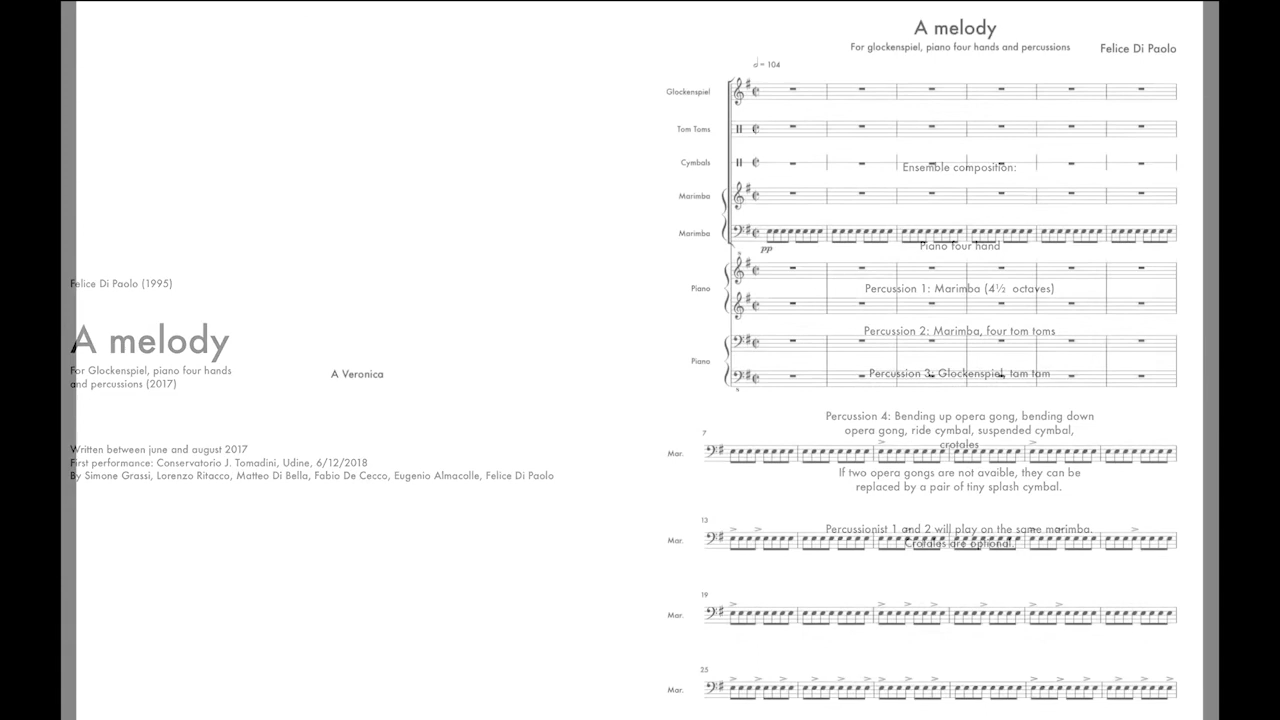 Felice Di Paolo (1995)
A melody
For Glockenspiel, piano four hands
and percussions (2017)
A Veronica
Written between june and august 2017
First performance: Conservatorio J. Tomadini, Udine, 6/12/2018
By Simone Grassi, Lorenzo Ritacco, Matteo Di Bella, Fabio De Cecco, Eugenio Almacolle, Felice Di Paolo
A melody
For glockenspiel, piano four hands and percussions
Felice Di Paolo
= 104
Glockenspiel
Tom Toms
Cymbals
Marimba
Marimba
pp
Piano
Piano
Ensemble composition:
Piano four hand
Percussion 1: Marimba (4½ octaves)
Percussion 2: Marimba, four tom toms
Percussion 3: Glockenspiel, tam tam
Percussion 4: Bending up opera gong, bending down
opera gong, ride cymbal, suspended cymbal,
crotales
If two opera gongs are not avaible, they can be
replaced by a pair of tiny splash cymbal.
Percussionist 1 and 2 will play on the same marimba.
Crotales are optional.
7
Mar.
13
Mar.
19
Mar.
25
Mar.